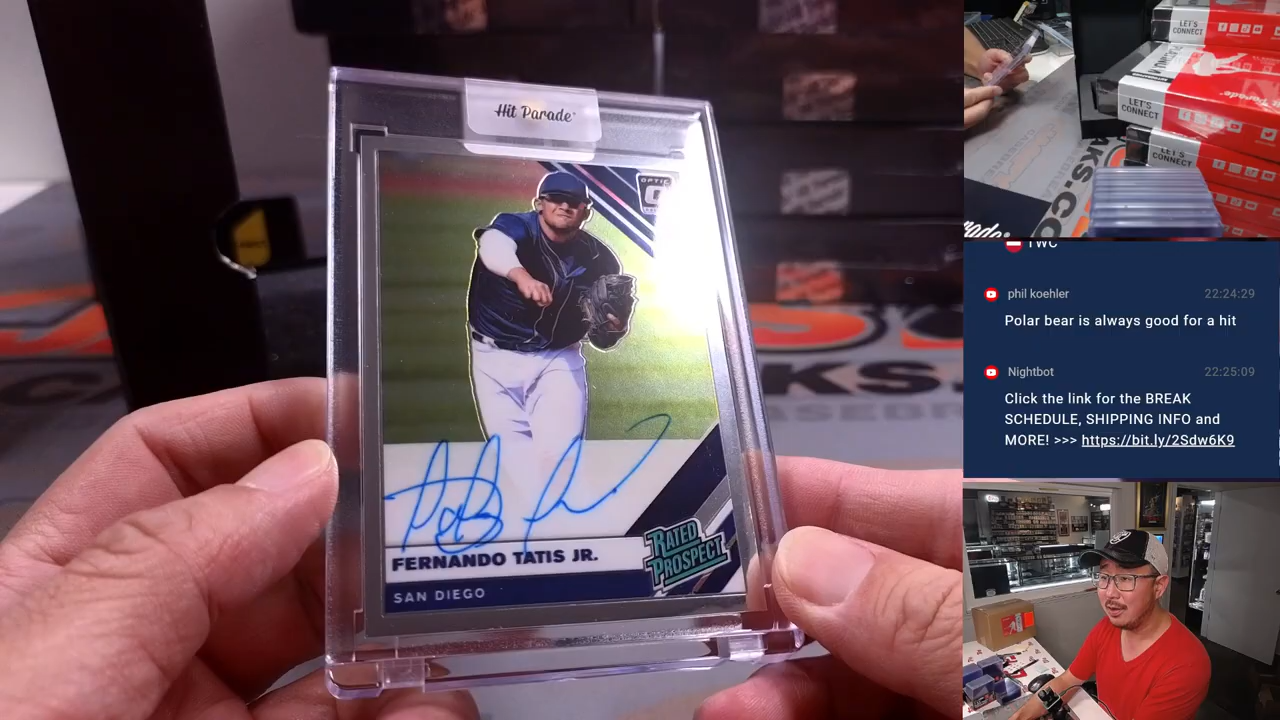 Hit Parade
OPTIC
FERNANDO TATIS JR.
SAN DIEGO
RATED
PROSPECT
KS.
LET'S
CONNECT
LET'S
CONNECT
LET'S
CONNECT
TWC
phil koehler 22:24:29
Polar bear is always good for a hit
Nightbot 22:25:09
Click the link for the BREAK
SCHEDULE, SHIPPING INFO and
MORE! >>> https://bit.ly/2Sdw6K9